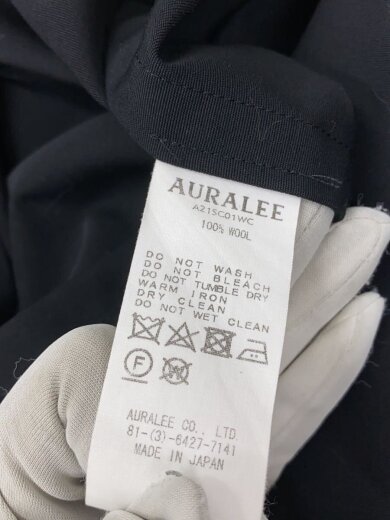 AURALEE
A21SC01WC
100% WOOL
DO NOT WASH
DO NOT BLEACH
DO NOT TUMBLE DRY
WARM IRON
DRY CLEAN
DO NOT WET CLEAN
F
W
AURALEE CO., LTD
81-(3)-6427-7141
MADE IN JAPAN